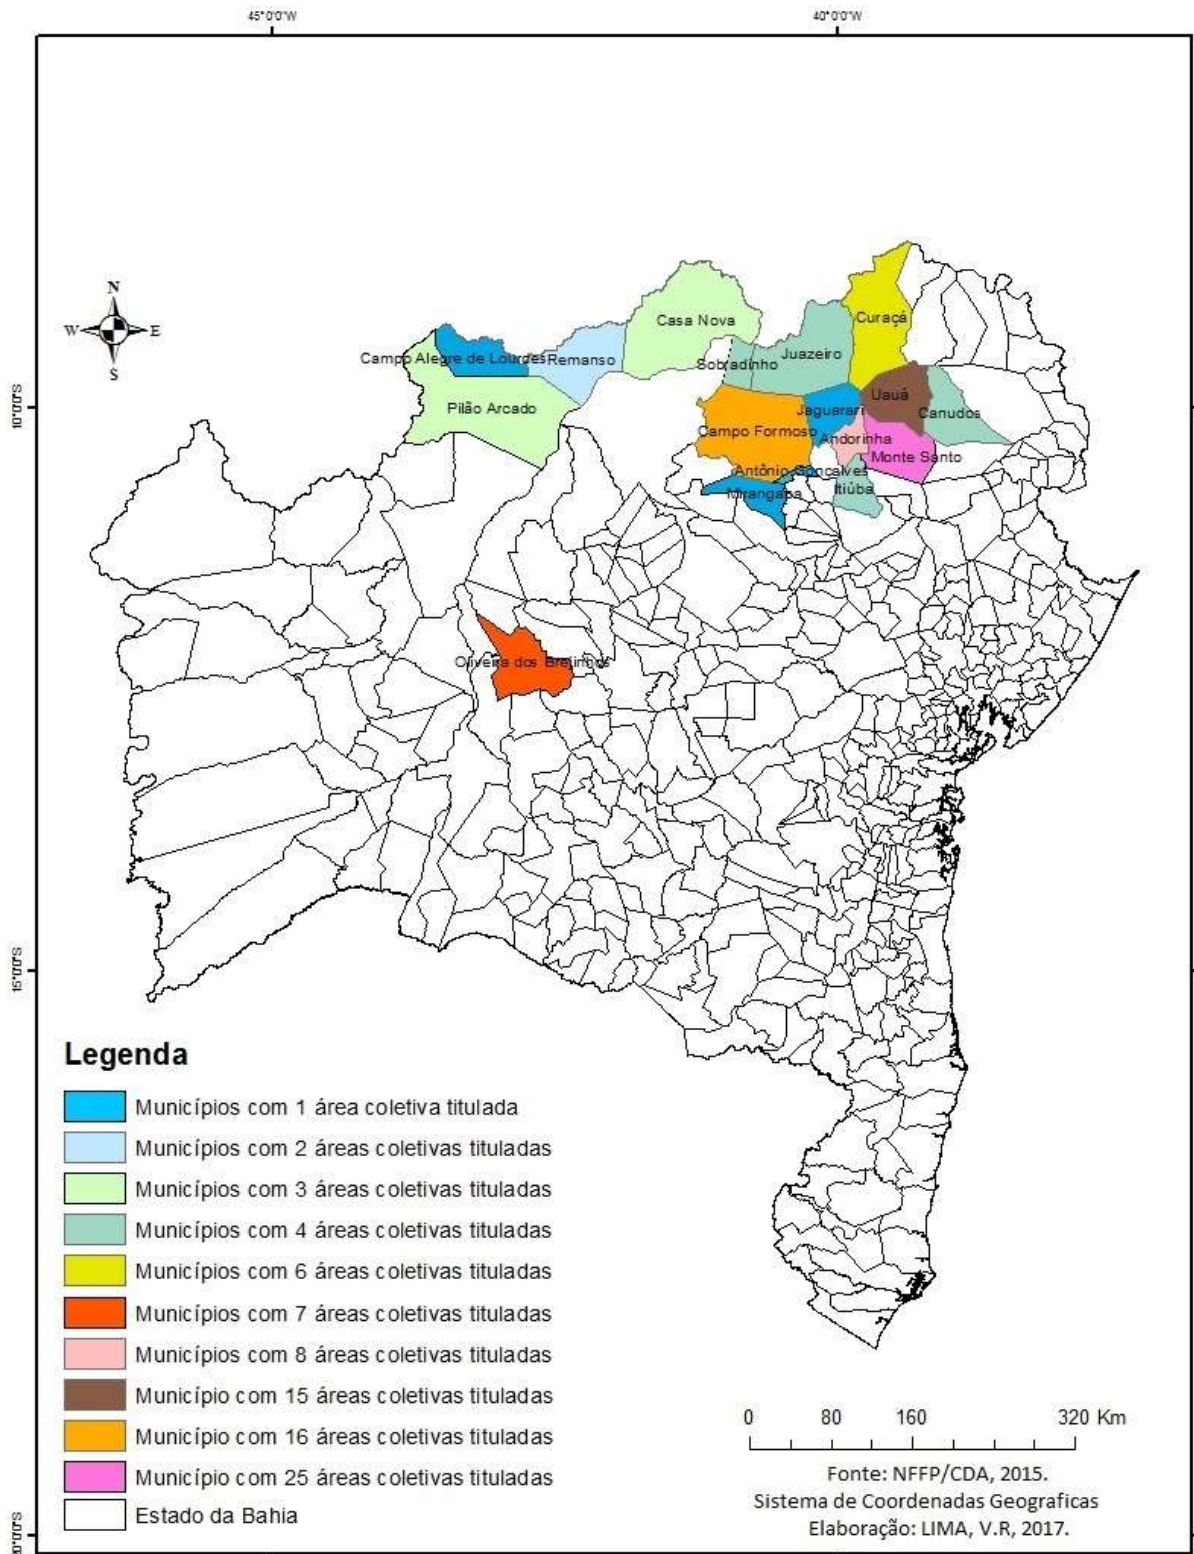 45°0'0"W
40°0'0"W
N
W
E
S
10°0'0"S
15°0'0"S
20°0'0"S
Curaçá
Casa Nova
Juazeiro
Campo Alegre de Lourdes
Remanso
Sobradinho
Uauá
Pilão Arcado
Jaguarari
Canudos
Campo Formoso
Andorinha
Monte Santo
Antônio Gonçalves
Itiúba
Mirangaba
Oliveira dos Brejinhos
Legenda
Municípios com 1 área coletiva titulada
Municípios com 2 áreas coletivas tituladas
Municípios com 3 áreas coletivas tituladas
Municípios com 4 áreas coletivas tituladas
Municípios com 6 áreas coletivas tituladas
Municípios com 7 áreas coletivas tituladas
Municípios com 8 áreas coletivas tituladas
Município com 15 áreas coletivas tituladas
Município com 16 áreas coletivas tituladas
Município com 25 áreas coletivas tituladas
Estado da Bahia
0 80 160 320 Km
Fonte: NFFP/CDA, 2015.
Sistema de Coordenadas Geograficas
Elaboração: LIMA, V.R, 2017.